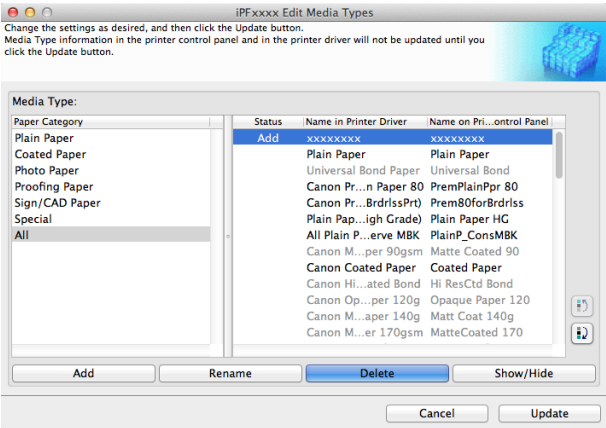 iPFxxxx Edit Media Types
Change the settings as desired, and then click the Update button.
Media Type information in the printer control panel and in the printer driver will not be updated until you
click the Update button.
Media Type:
Paper Category
Plain Paper
Coated Paper
Photo Paper
Proofing Paper
Sign/CAD Paper
Special
All
Status Name in Printer Driver Name on Pri...ontrol Panel
Add xxxxxxxx xxxxxxxx
Plain Paper Plain Paper
Universal Bond Paper Universal Bond
Canon Pr...n Paper 80 PremPlainPpr 80
Canon Pr...BrdrlssPrt) Prem80forBrdrlss
Plain Pap...igh Grade) Plain Paper HG
All Plain P...erve MBK PlainP_ConsMBK
Canon M...per 90gsm Matte Coated 90
Canon Coated Paper Coated Paper
Canon Hi...ated Bond Hi ResCtd Bond
Canon Op...per 120g Opaque Paper 120
Canon M...aper 140g Matt Coat 140g
Canon M...er 170gsm MatteCoated 170
Add Rename Delete Show/Hide
Cancel Update